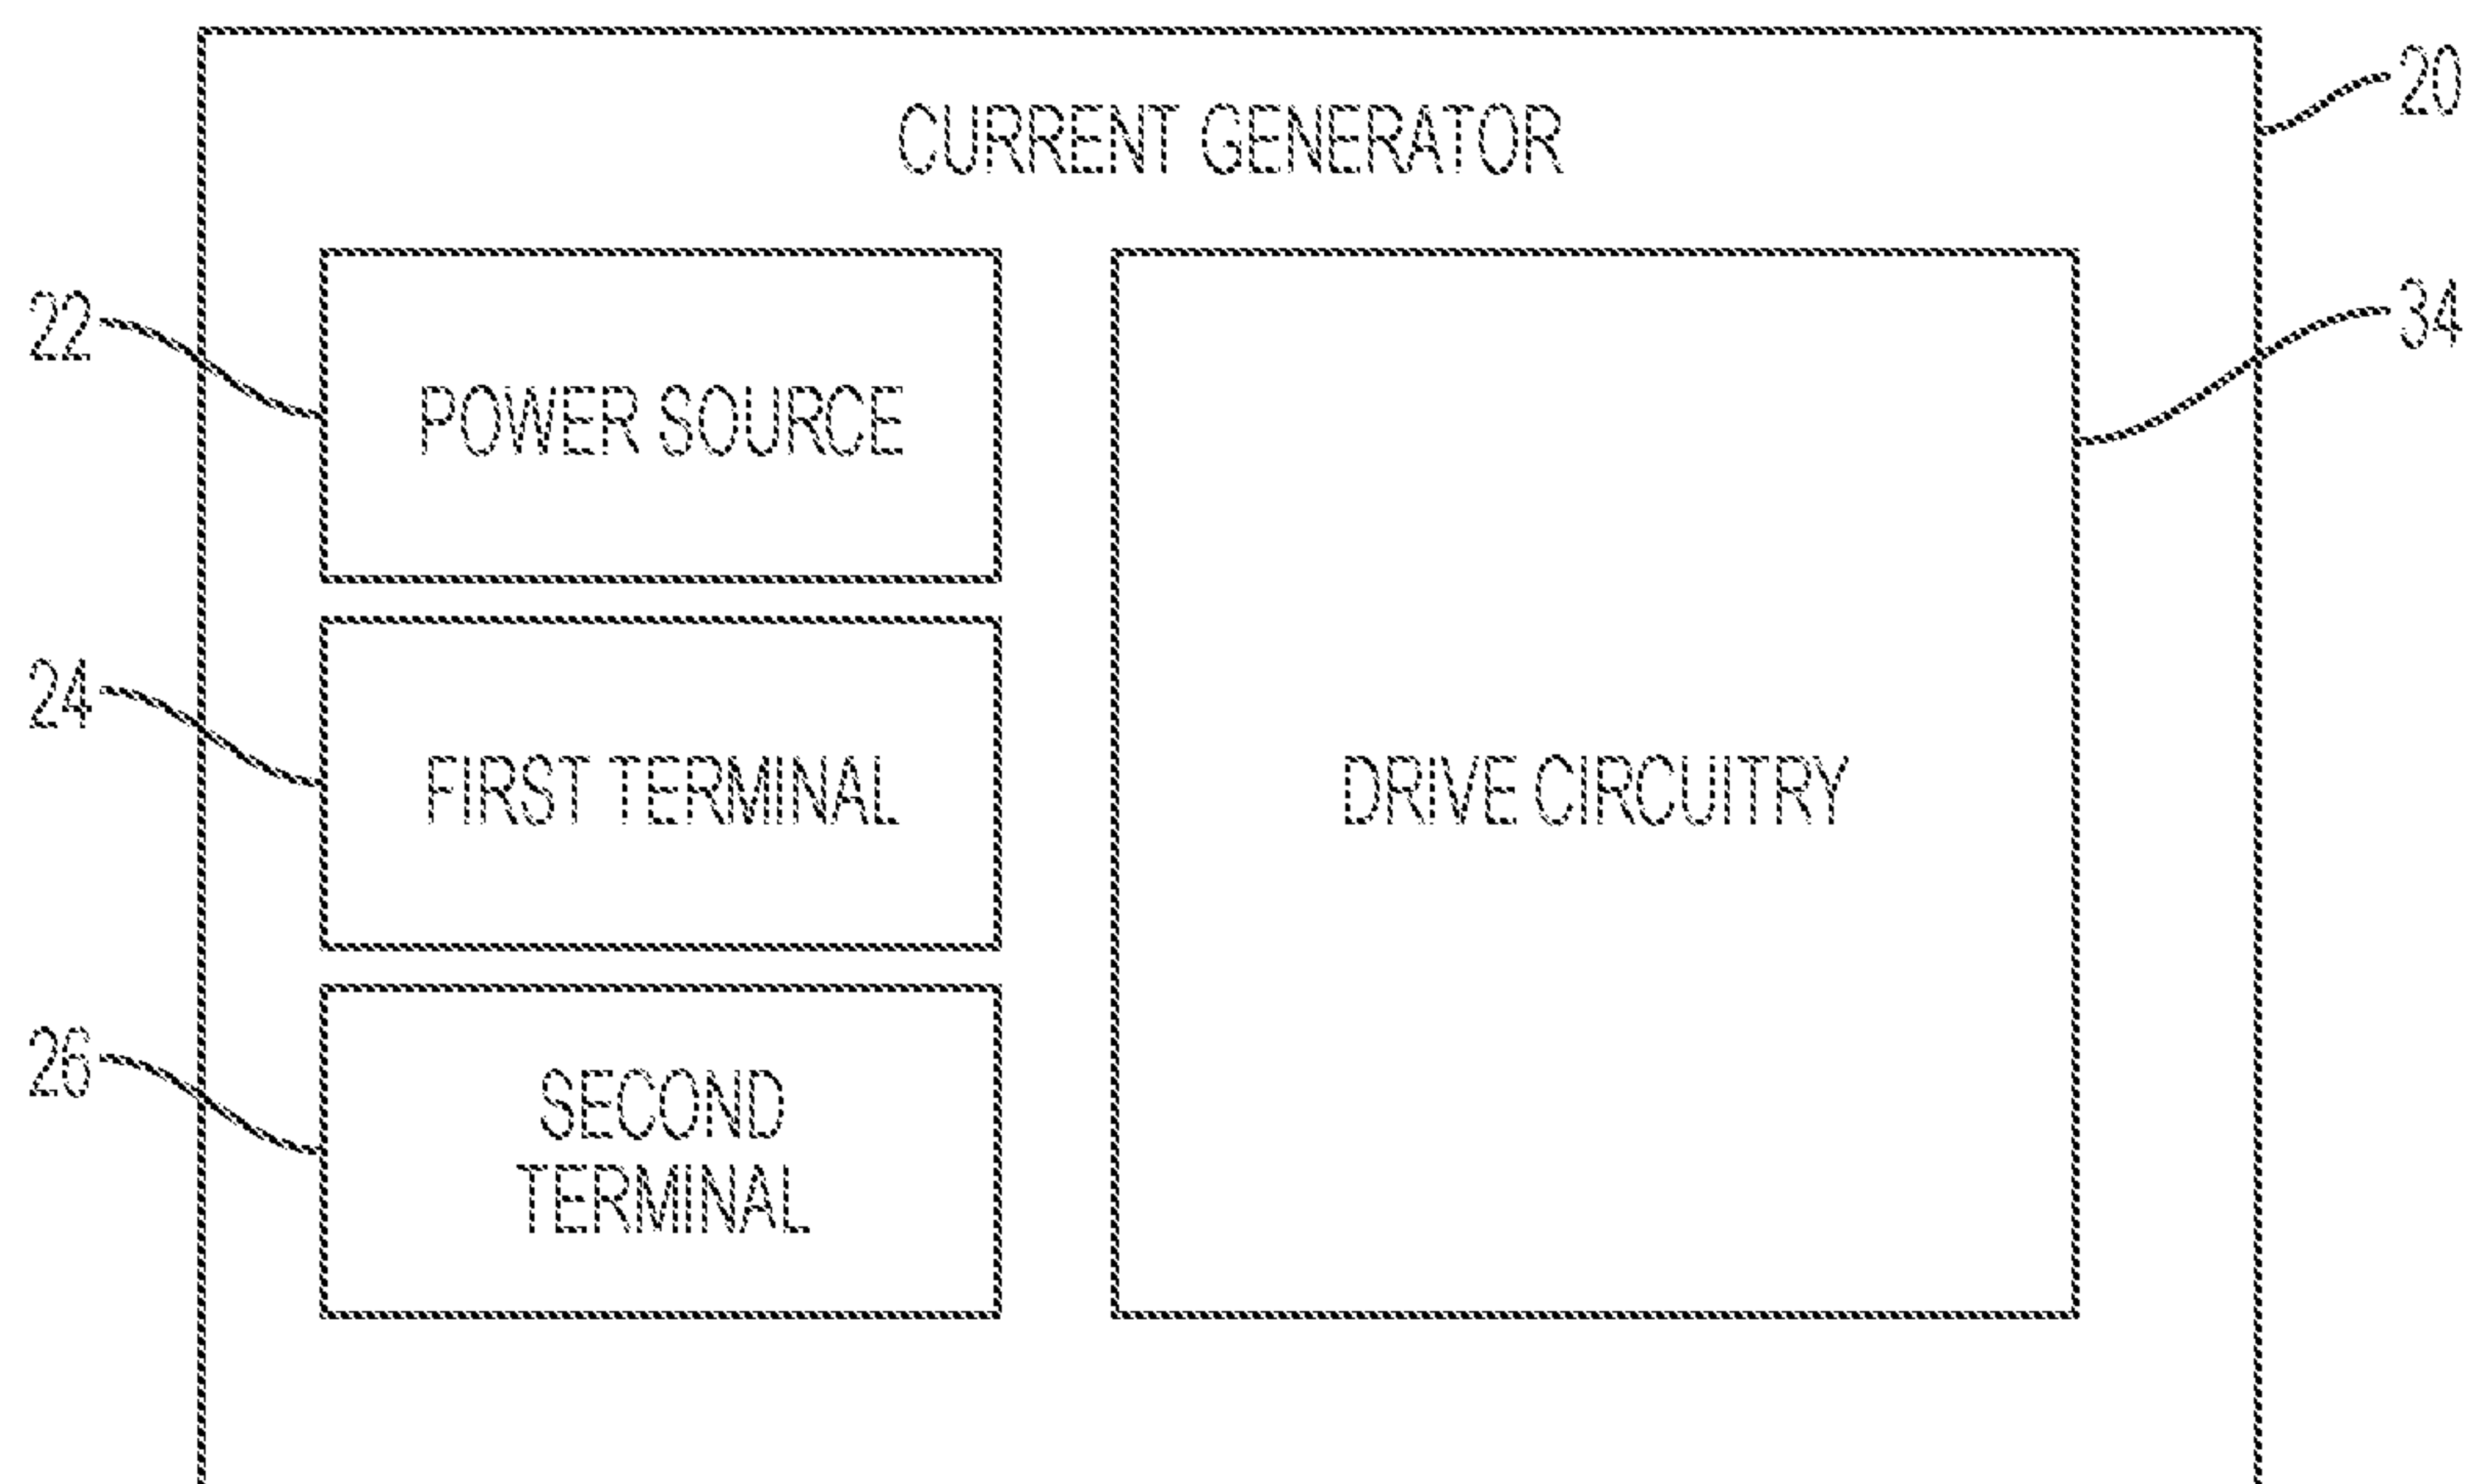 20
CURRENT GENERATOR
22
34
POWER SOURCE
24
FIRST TERMINAL
DRIVE CIRCUITRY
26
SECOND
TERMINAL